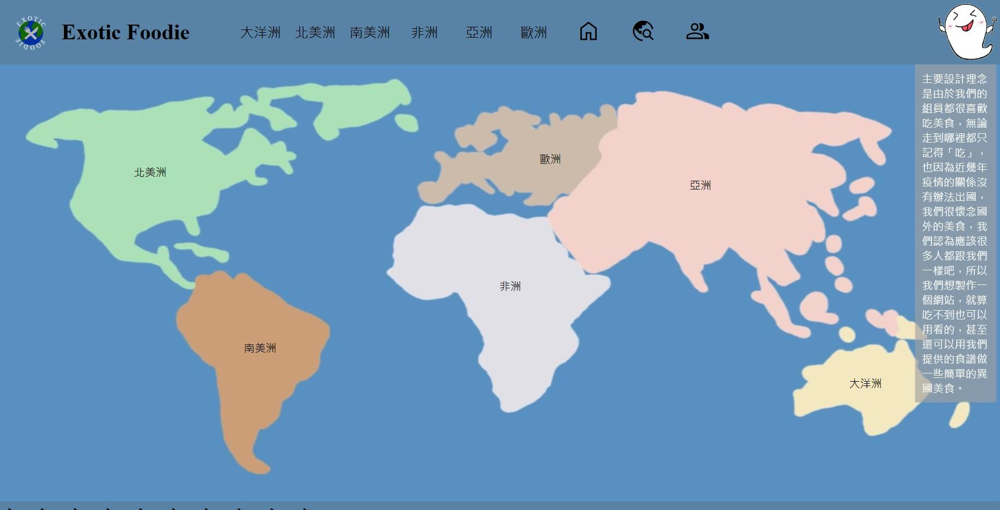 EXOTIC
FOODIE
Exotic Foodie
大洋洲 北美洲 南美洲 非洲 亞洲 歐洲
北美洲
歐洲
亞洲
非洲
南美洲
大洋洲
主要設計理念
是由於我們的
組員都很喜歡
吃美食，無論
走到哪裡都只
記得「吃」，
也因為近幾年
疫情的關係沒
有辦法出國，
我們很懷念國
外的美食，我
們認為應該很
多人都跟我們
一樣吧，所以
我們想製作一
個網站，就算
吃不到也可以
用看的，甚至
還可以用我們
提供的食譜做
一些簡單的異
國美食。